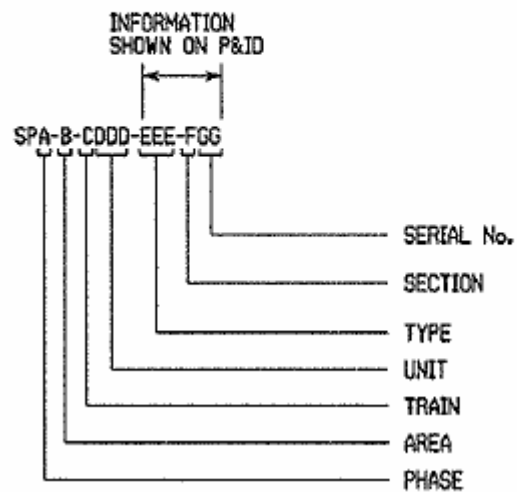 INFORMATION
SHOWN ON P&ID
SPA-B-CDDD-EEE-FGG
SERIAL No.
SECTION
TYPE
UNIT
TRAIN
AREA
PHASE